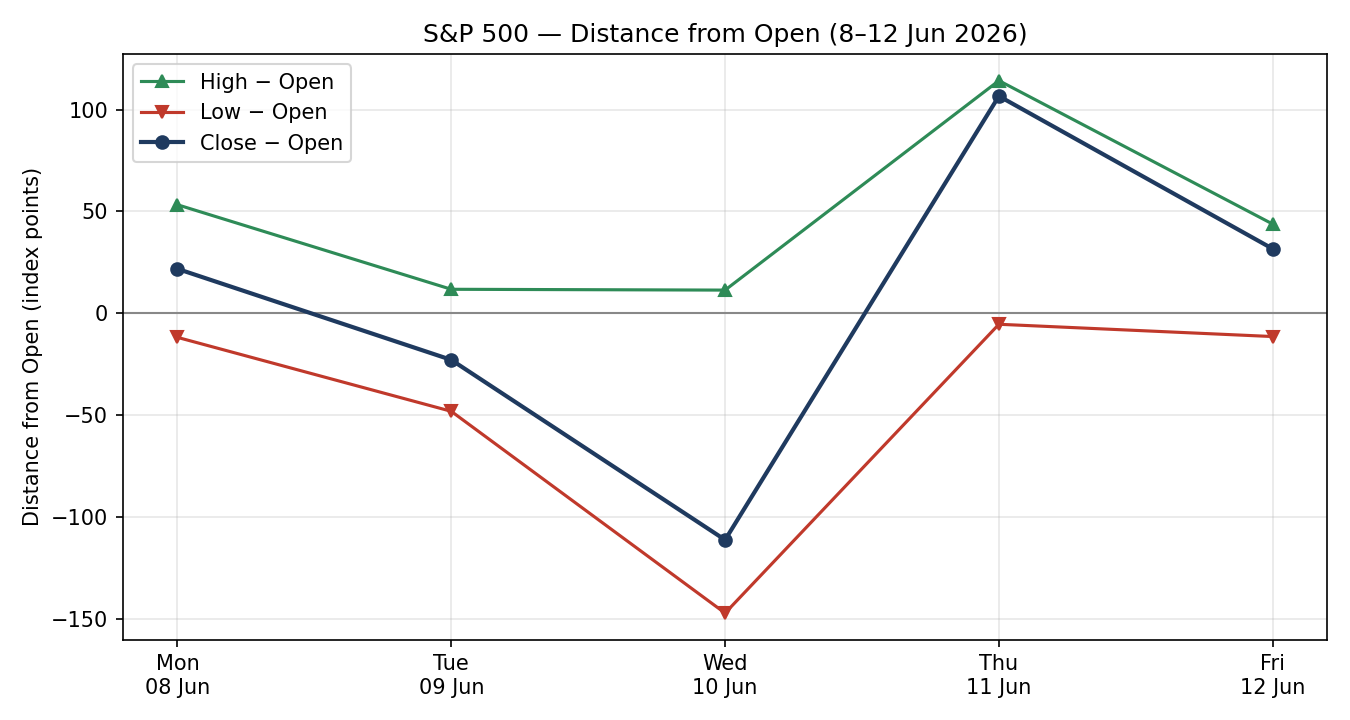 S&P 500 — Distance from Open (8–12 Jun 2026)
High − Open
Low − Open
Close − Open
Distance from Open (index points)
100
50
0
−50
−100
−150
Mon Tue Wed Thu Fri
08 Jun 09 Jun 10 Jun 11 Jun 12 Jun